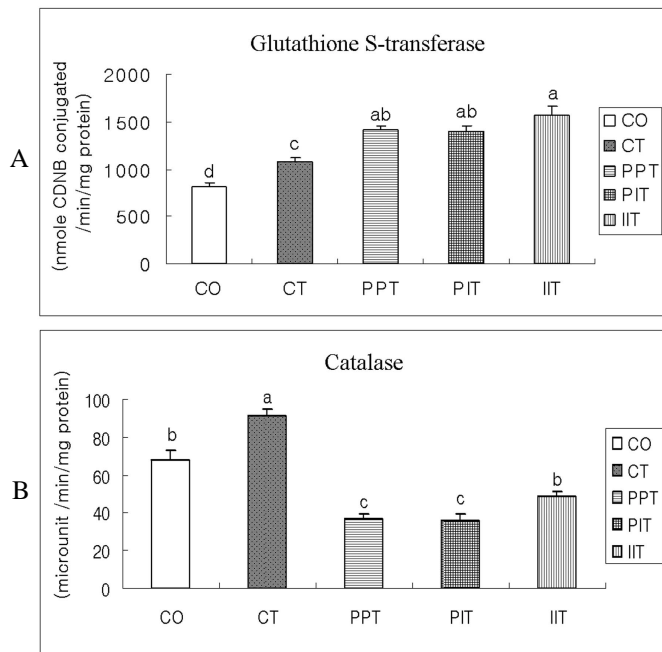 A
Glutathione S-transferase
(nmole CDNB conjugated
/min/mg protein)
2000
1500
1000
500
0
d
c
ab
ab
a
CO
CT
PPT
PIT
IIT
CO
CT
PPT
PIT
IIT
B
Catalase
(microunit /min/mg protein)
100
80
60
40
20
0
b
a
c
c
b
CO
CT
PPT
PIT
IIT
CO
CT
PPT
PIT
IIT